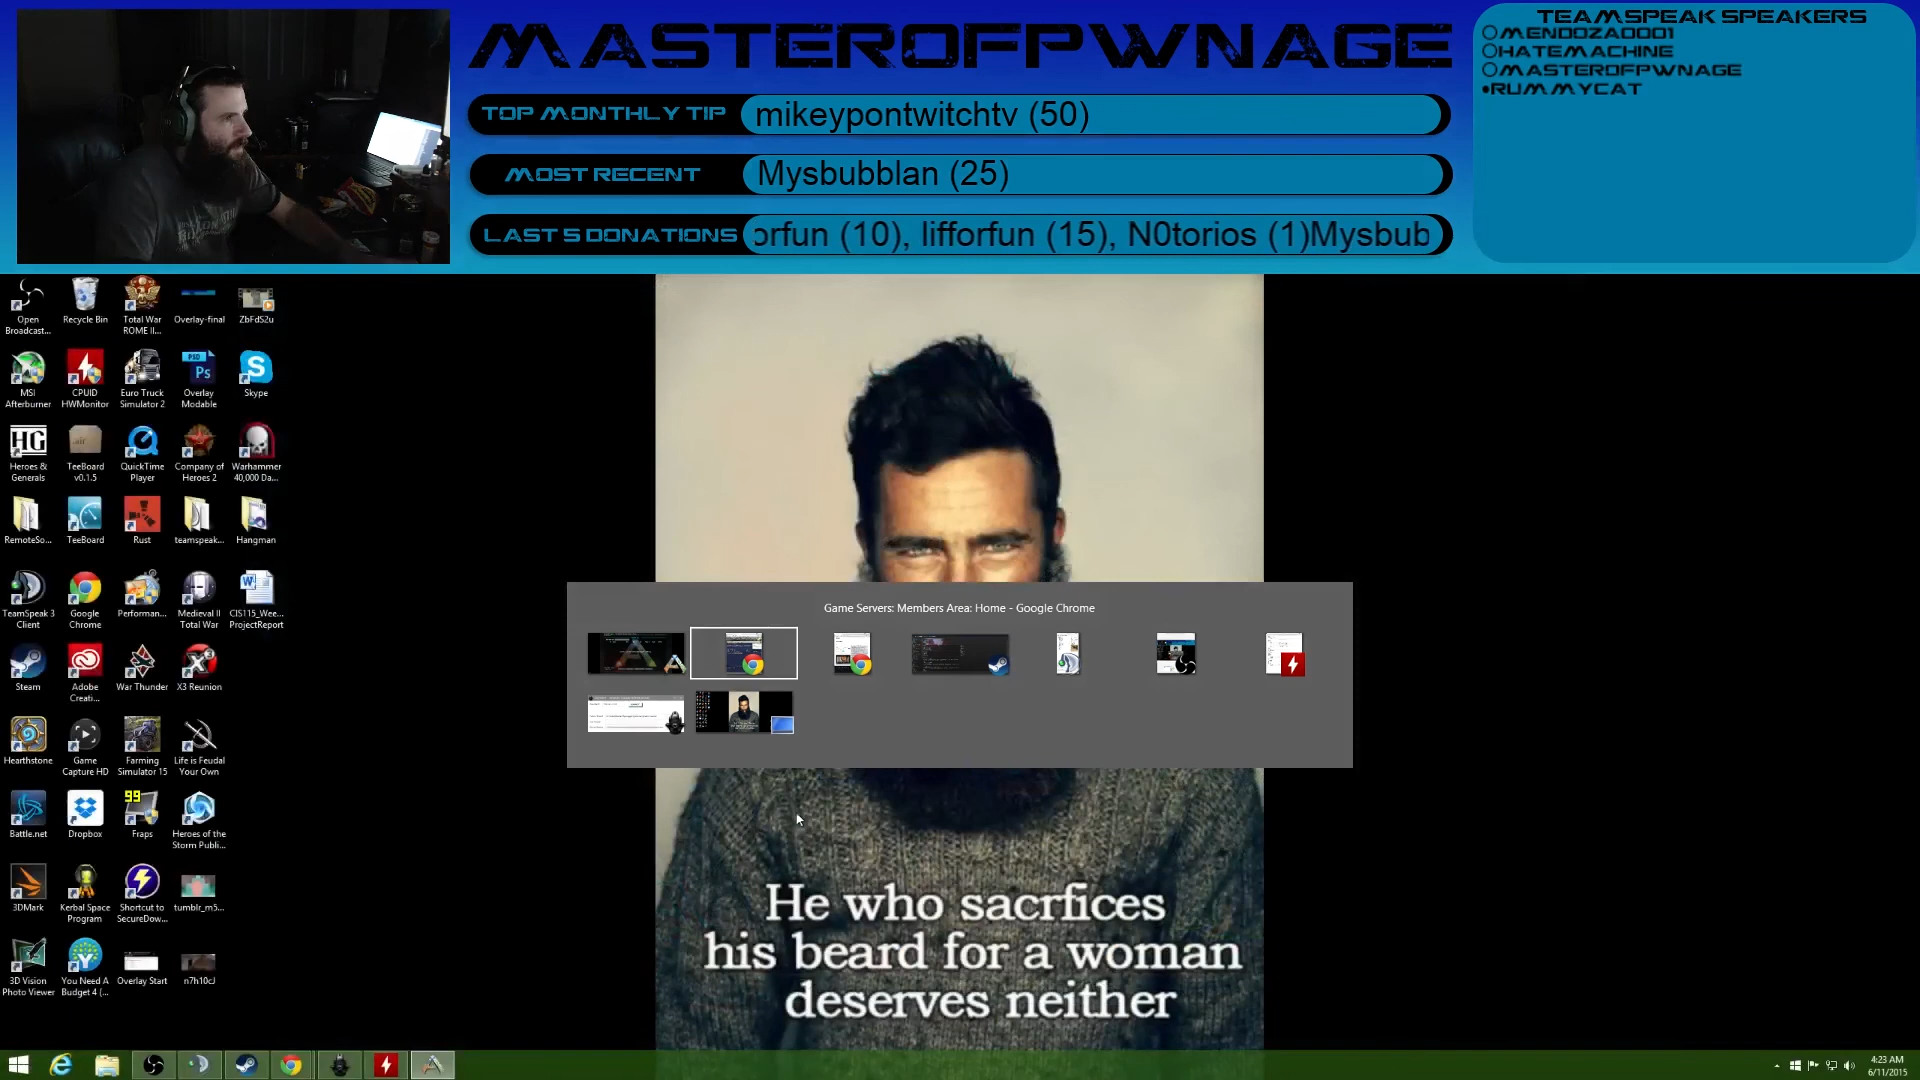 MASTEROFPWNAGE
TOP MONTHLY TIP
mikeypontwitchtv (50)
MOST RECENT
Mysbubblan (25)
LAST 5 DONATIONS
orfun (10), lifforfun (15), N0torios (1)Mysbub
TEAMSPEAK SPEAKERS
MENDOZA0001
HATEMACHINE
MASTEROFPWNAGE
RUMMYCAT
Open Broadcast...
Recycle Bin
Total War ROME II...
Overlay-final
ZbFdS2u
MSI Afterburner
CPUID HWMonitor
Euro Truck Simulator 2
Overlay Modable
Skype
Heroes & Generals
TeeBoard v0.1.5
QuickTime Player
Company of Heroes 2
Warhammer 40,000 Da...
RemoteSo...
TeeBoard
Rust
teamspeak...
Hangman
TeamSpeak 3 Client
Google Chrome
Performan...
Medieval II Total War
CIS115_Wee... ProjectReport
Steam
Adobe Creati...
War Thunder
X3 Reunion
Hearthstone
Game Capture HD
Farming Simulator 15
Life is Feudal Your Own
Battle.net
Dropbox
99
Fraps
Heroes of the Storm Publi...
3DMark
Kerbal Space Program
Shortcut to SecureDow...
tumblr_m5...
3D Vision Photo Viewer
You Need A Budget 4 (...
Overlay Start
n7h10cJ
Game Servers: Members Area: Home - Google Chrome
He who sacrfices
his beard for a woman
deserves neither
4:23 AM
6/11/2015